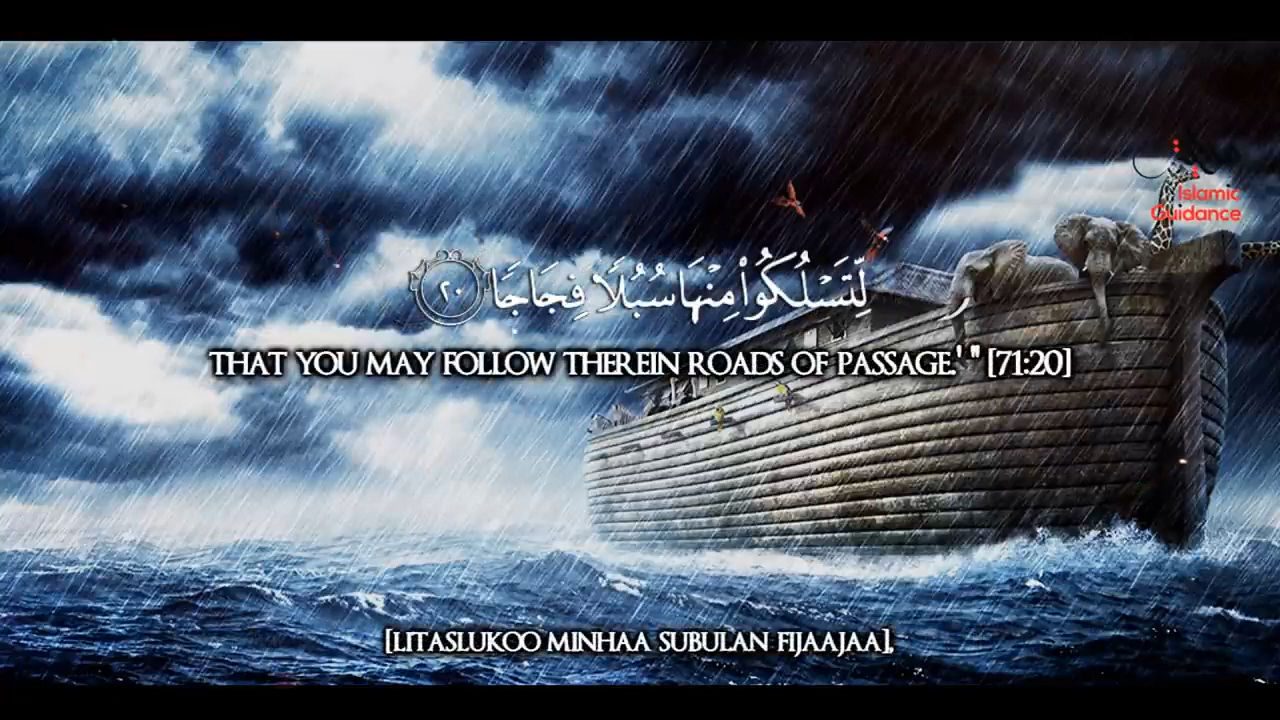 Islamic
Guidance
لِّتَسْلُكُوا۟ مِنْهَا سُبُلًا فِجَاجًا ٢٠
THAT YOU MAY FOLLOW THEREIN ROADS OF PASSAGE.' " [71:20]
[LITASLUKOO MINHAA SUBULAN FIJAAJAA],